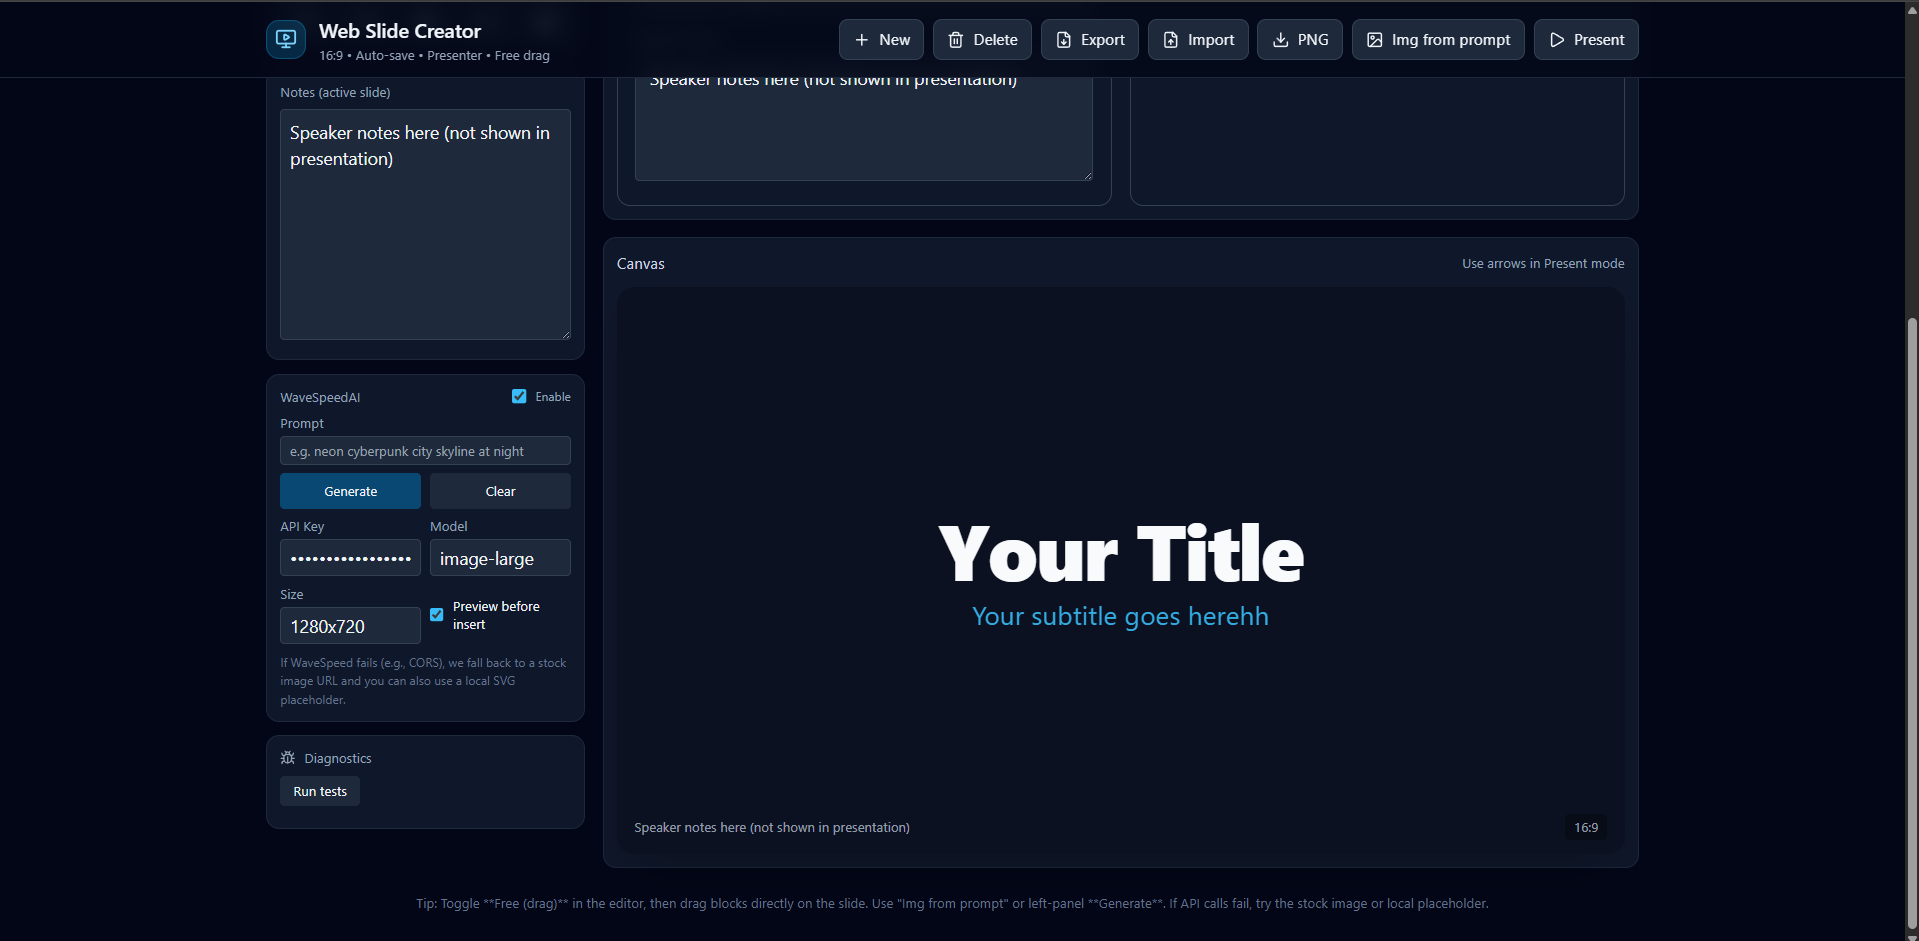 Web Slide Creator
16:9 • Auto-save • Presenter • Free drag
New
Delete
Export
Import
PNG
Img from prompt
Present
Notes (active slide)
Speaker notes here (not shown in
presentation)
Speaker notes here (not shown in presentation)
WaveSpeedAI
Enable
Prompt
e.g. neon cyberpunk city skyline at night
Generate
Clear
API Key
Model
••••••••••••••••••
image-large
Size
1280x720
Preview before
insert
If WaveSpeed fails (e.g., CORS), we fall back to a stock
image URL and you can also use a local SVG
placeholder.
Diagnostics
Run tests
Canvas
Use arrows in Present mode
Your Title
Your subtitle goes herehh
Speaker notes here (not shown in presentation)
16:9
Tip: Toggle **Free (drag)** in the editor, then drag blocks directly on the slide. Use "Img from prompt" or left-panel **Generate**. If API calls fail, try the stock image or local placeholder.